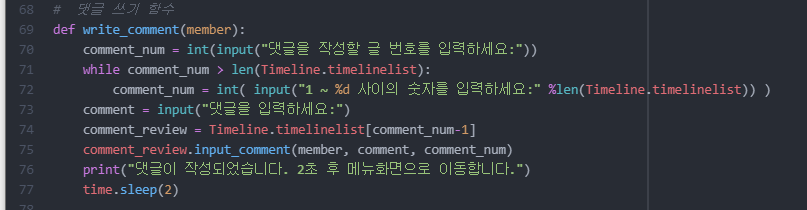 68 #  댓글 쓰기 함수
69 def write_comment(member):
70     comment_num = int(input("댓글을 작성할 글 번호를 입력하세요:"))
71     while comment_num > len(Timeline.timelinelist):
72         comment_num = int( input("1 ~ %d 사이의 숫자를 입력하세요:" %len(Timeline.timelinelist)) )
73     comment = input("댓글을 입력하세요:")
74     comment_review = Timeline.timelinelist[comment_num-1]
75     comment_review.input_comment(member, comment, comment_num)
76     print("댓글이 작성되었습니다. 2초 후 메뉴화면으로 이동합니다.")
77     time.sleep(2)